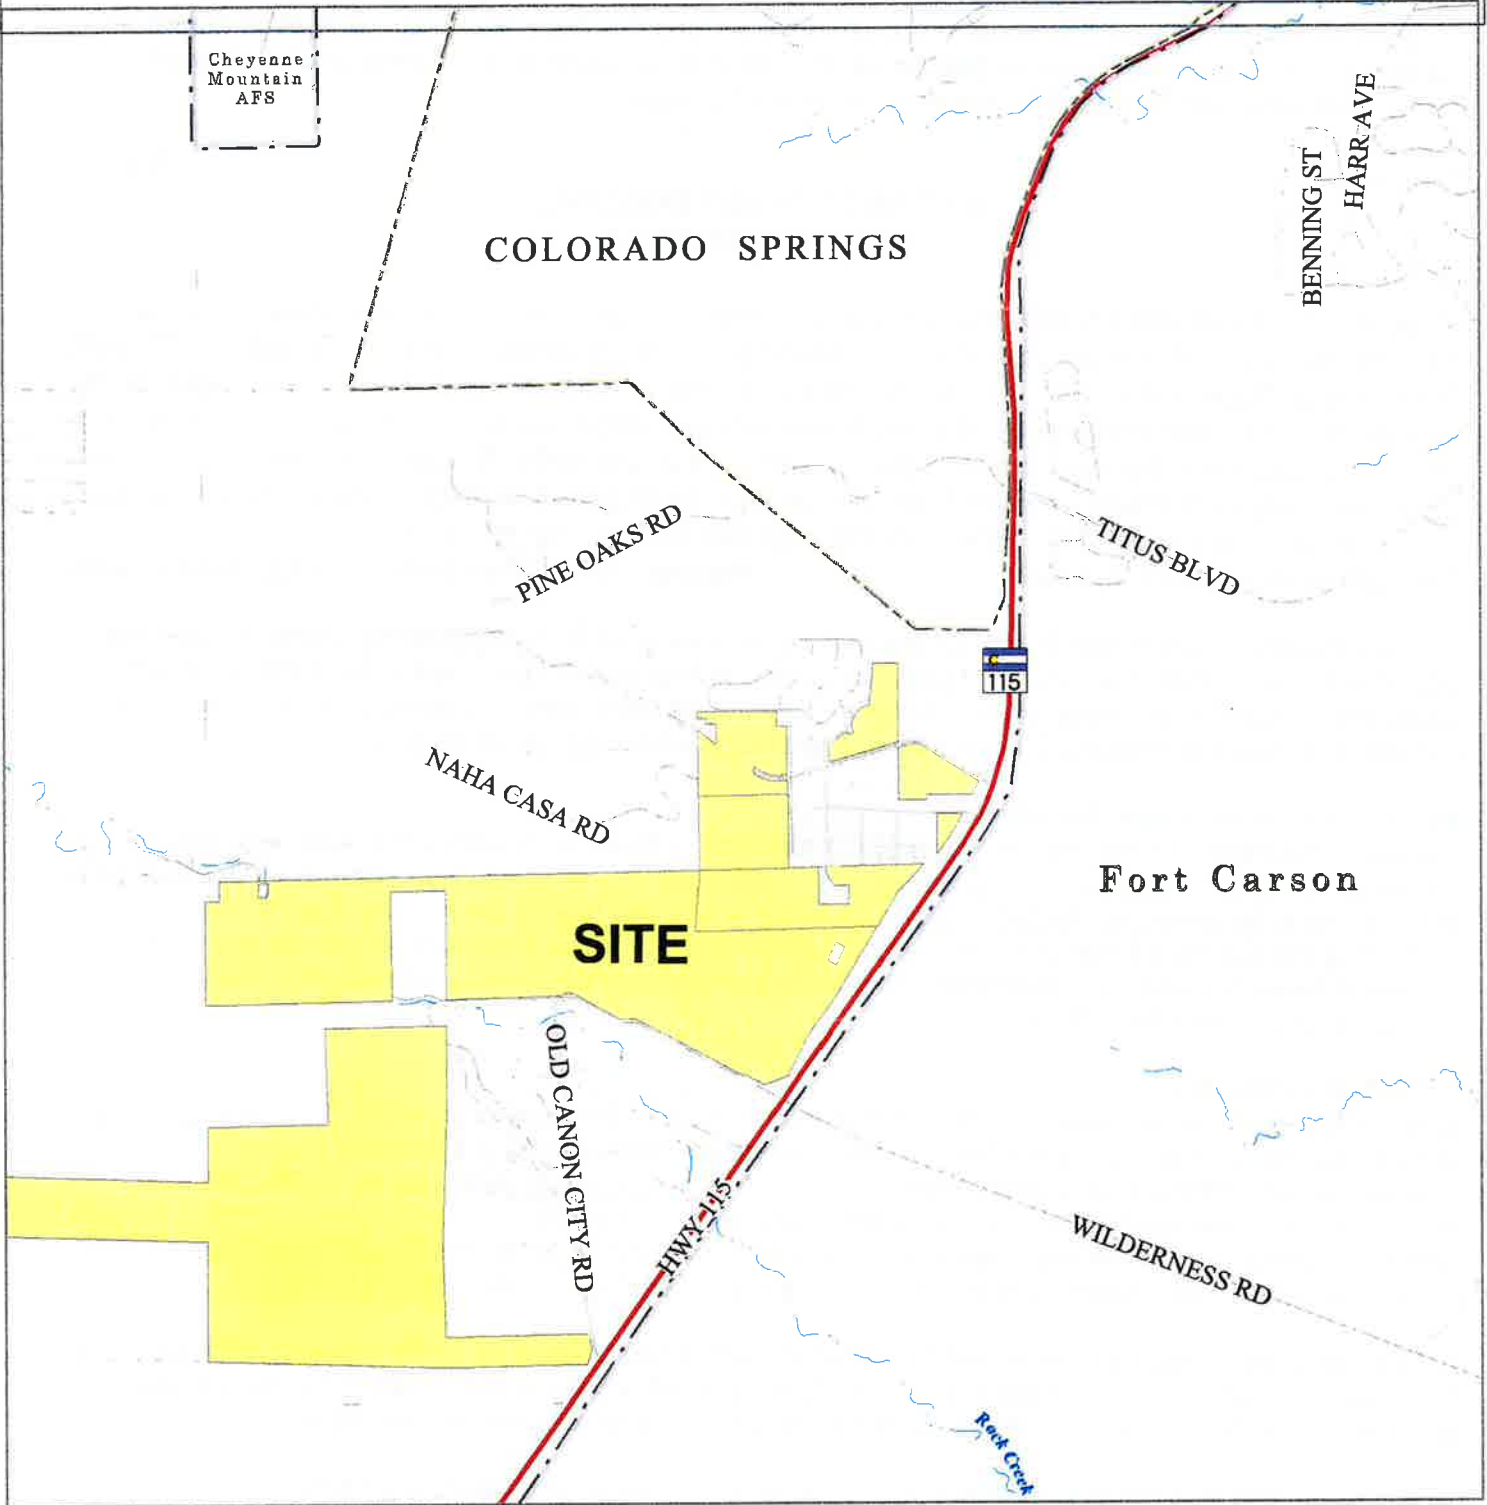 Cheyenne
Mountain
AFS
HARR AVE
BENNING ST
COLORADO SPRINGS
PINE OAKS RD
TITUS BLVD
115
NAHA CASA RD
Fort Carson
SITE
OLD CANON CITY RD
HWY 115
WILDERNESS RD
Rock Creek